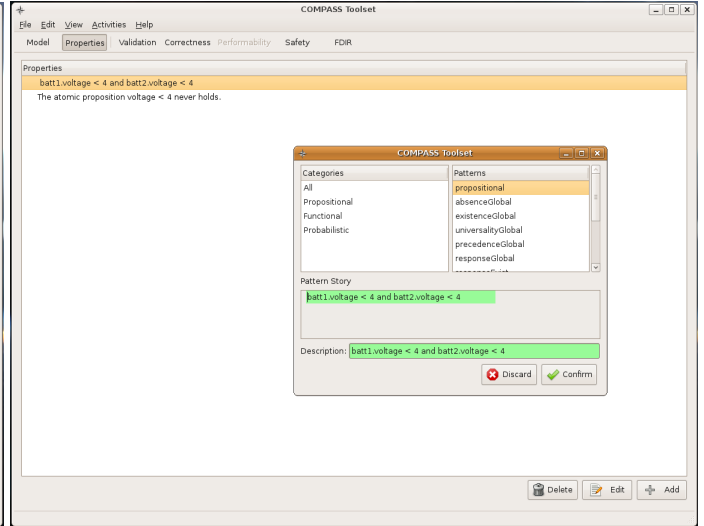 COMPASS Toolset
File Edit View Activities Help
Model Properties Validation Correctness Performability Safety FDIR
Properties
batt1.voltage < 4 and batt2.voltage < 4
The atomic proposition voltage < 4 never holds.
COMPASS Toolset
Categories
All
Propositional
Functional
Probabilistic
Patterns
propositional
absenceGlobal
existenceGlobal
universalityGlobal
precedenceGlobal
responseGlobal
Pattern Story
batt1.voltage < 4 and batt2.voltage < 4
Description: batt1.voltage < 4 and batt2.voltage < 4
Discard Confirm
Delete Edit Add